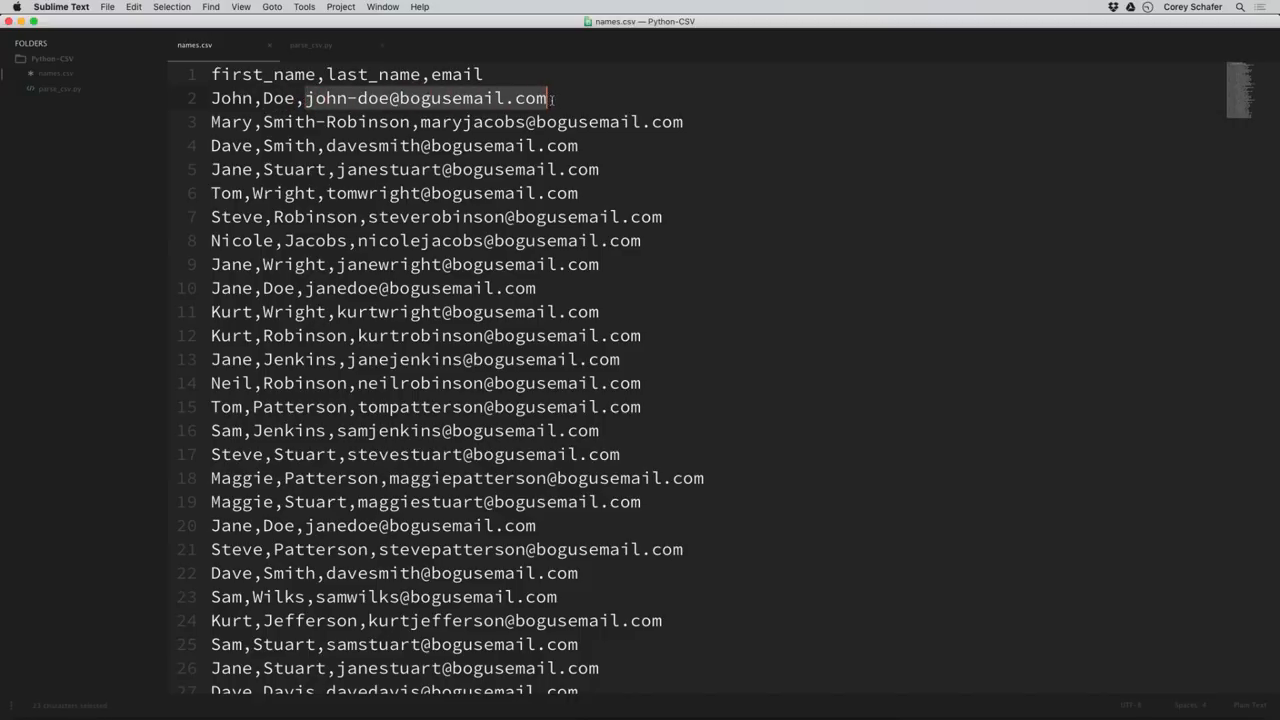 Sublime Text File Edit Selection Find View Goto Tools Project Window Help Corey Schafer
names.csv — Python-CSV
FOLDERS
Python-CSV
names.csv
parse_csv.py
names.csv × parse_csv.py ×
1 first_name,last_name,email
2 John,Doe,john-doe@bogusemail.com
3 Mary,Smith-Robinson,maryjacobs@bogusemail.com
4 Dave,Smith,davesmith@bogusemail.com
5 Jane,Stuart,janestuart@bogusemail.com
6 Tom,Wright,tomwright@bogusemail.com
7 Steve,Robinson,steverobinson@bogusemail.com
8 Nicole,Jacobs,nicolejacobs@bogusemail.com
9 Jane,Wright,janewright@bogusemail.com
10 Jane,Doe,janedoe@bogusemail.com
11 Kurt,Wright,kurtwright@bogusemail.com
12 Kurt,Robinson,kurtrobinson@bogusemail.com
13 Jane,Jenkins,janejenkins@bogusemail.com
14 Neil,Robinson,neilrobinson@bogusemail.com
15 Tom,Patterson,tompatterson@bogusemail.com
16 Sam,Jenkins,samjenkins@bogusemail.com
17 Steve,Stuart,stevestuart@bogusemail.com
18 Maggie,Patterson,maggiepatterson@bogusemail.com
19 Maggie,Stuart,maggiestuart@bogusemail.com
20 Jane,Doe,janedoe@bogusemail.com
21 Steve,Patterson,stevepatterson@bogusemail.com
22 Dave,Smith,davesmith@bogusemail.com
23 Sam,Wilks,samwilks@bogusemail.com
24 Kurt,Jefferson,kurtjefferson@bogusemail.com
25 Sam,Stuart,samstuart@bogusemail.com
26 Jane,Stuart,janestuart@bogusemail.com
27 Dave,Davis,davedavis@bogusemail.com
23 characters selected UTF-8 Spaces: 4 Plain Text